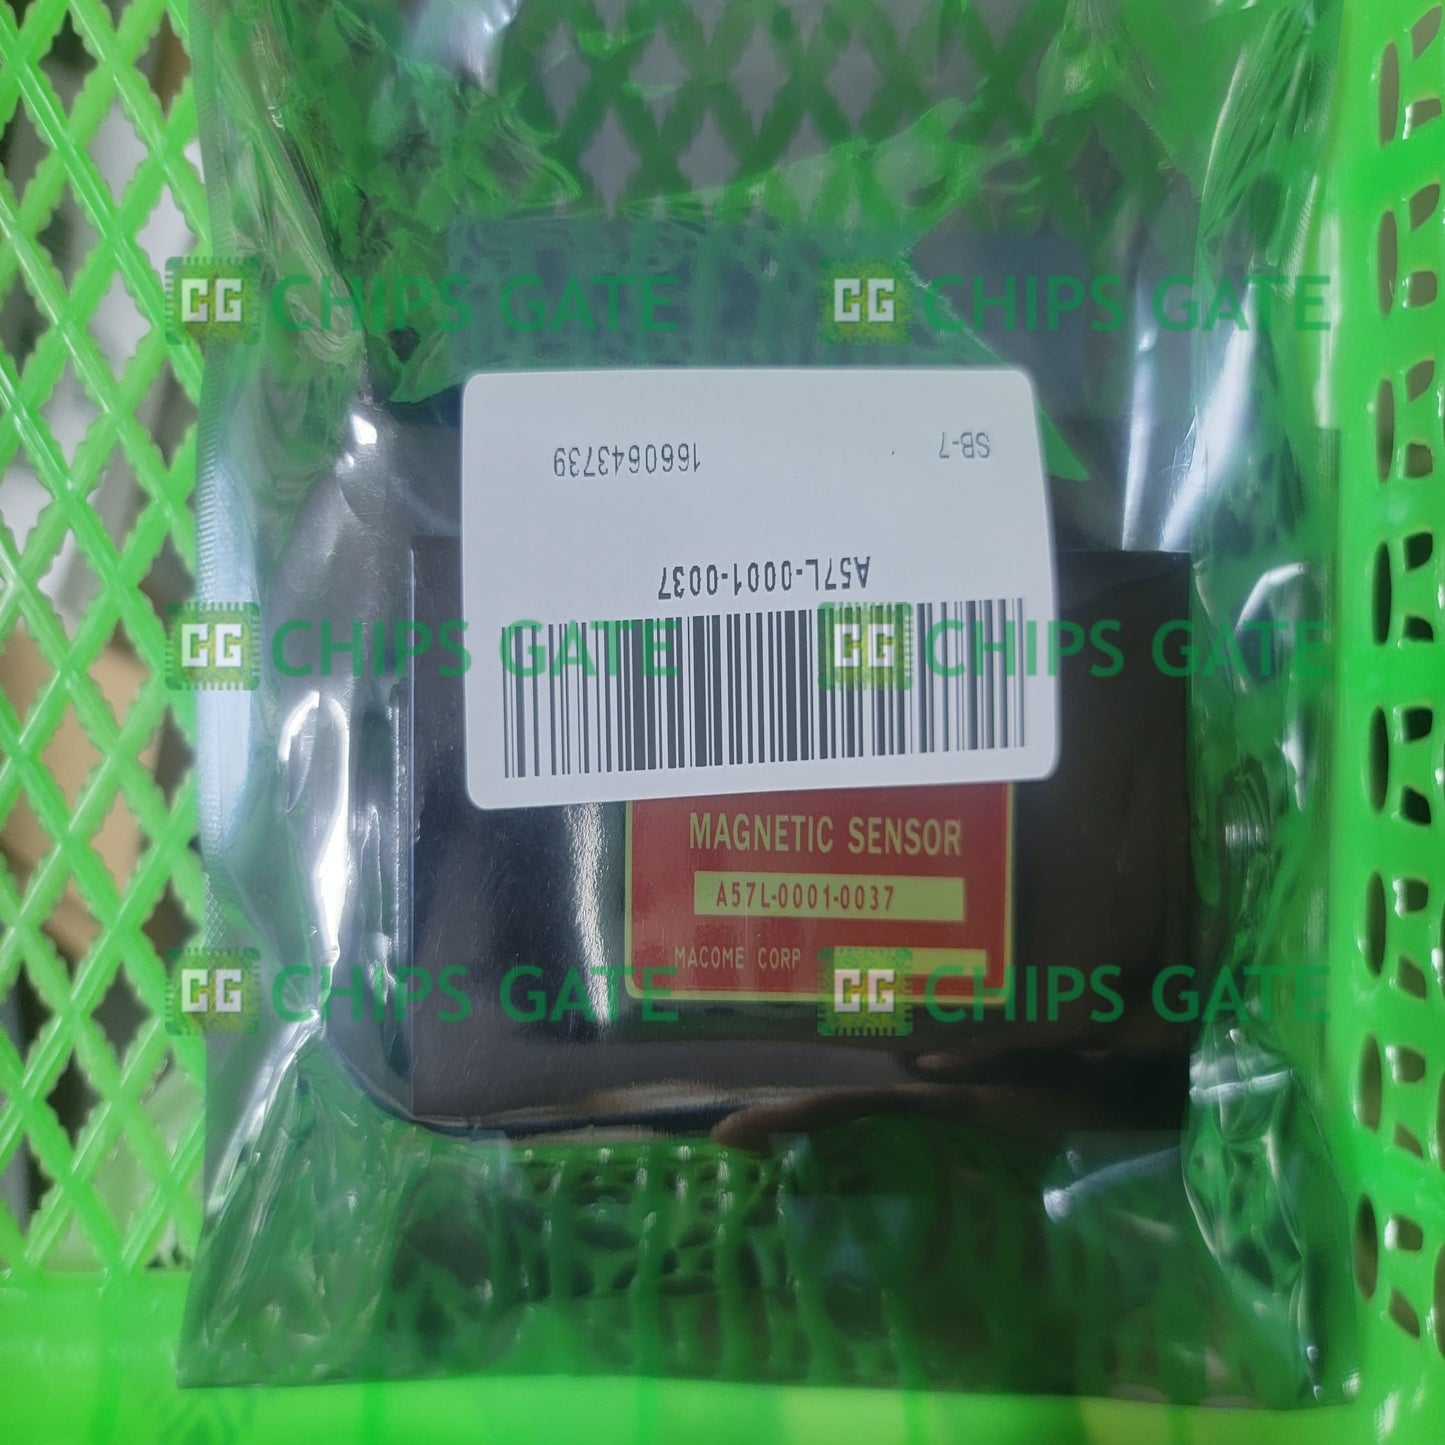 CG CHIPS GATE CG CHIPS GATE
SB-7 1660643739
A57L-0001-0037
CG CHIPS GATE CG CHIPS GATE
MAGNETIC SENSOR
A57L-0001-0037
MACOME CORP
CG CHIPS GATE CG CHIPS GATE